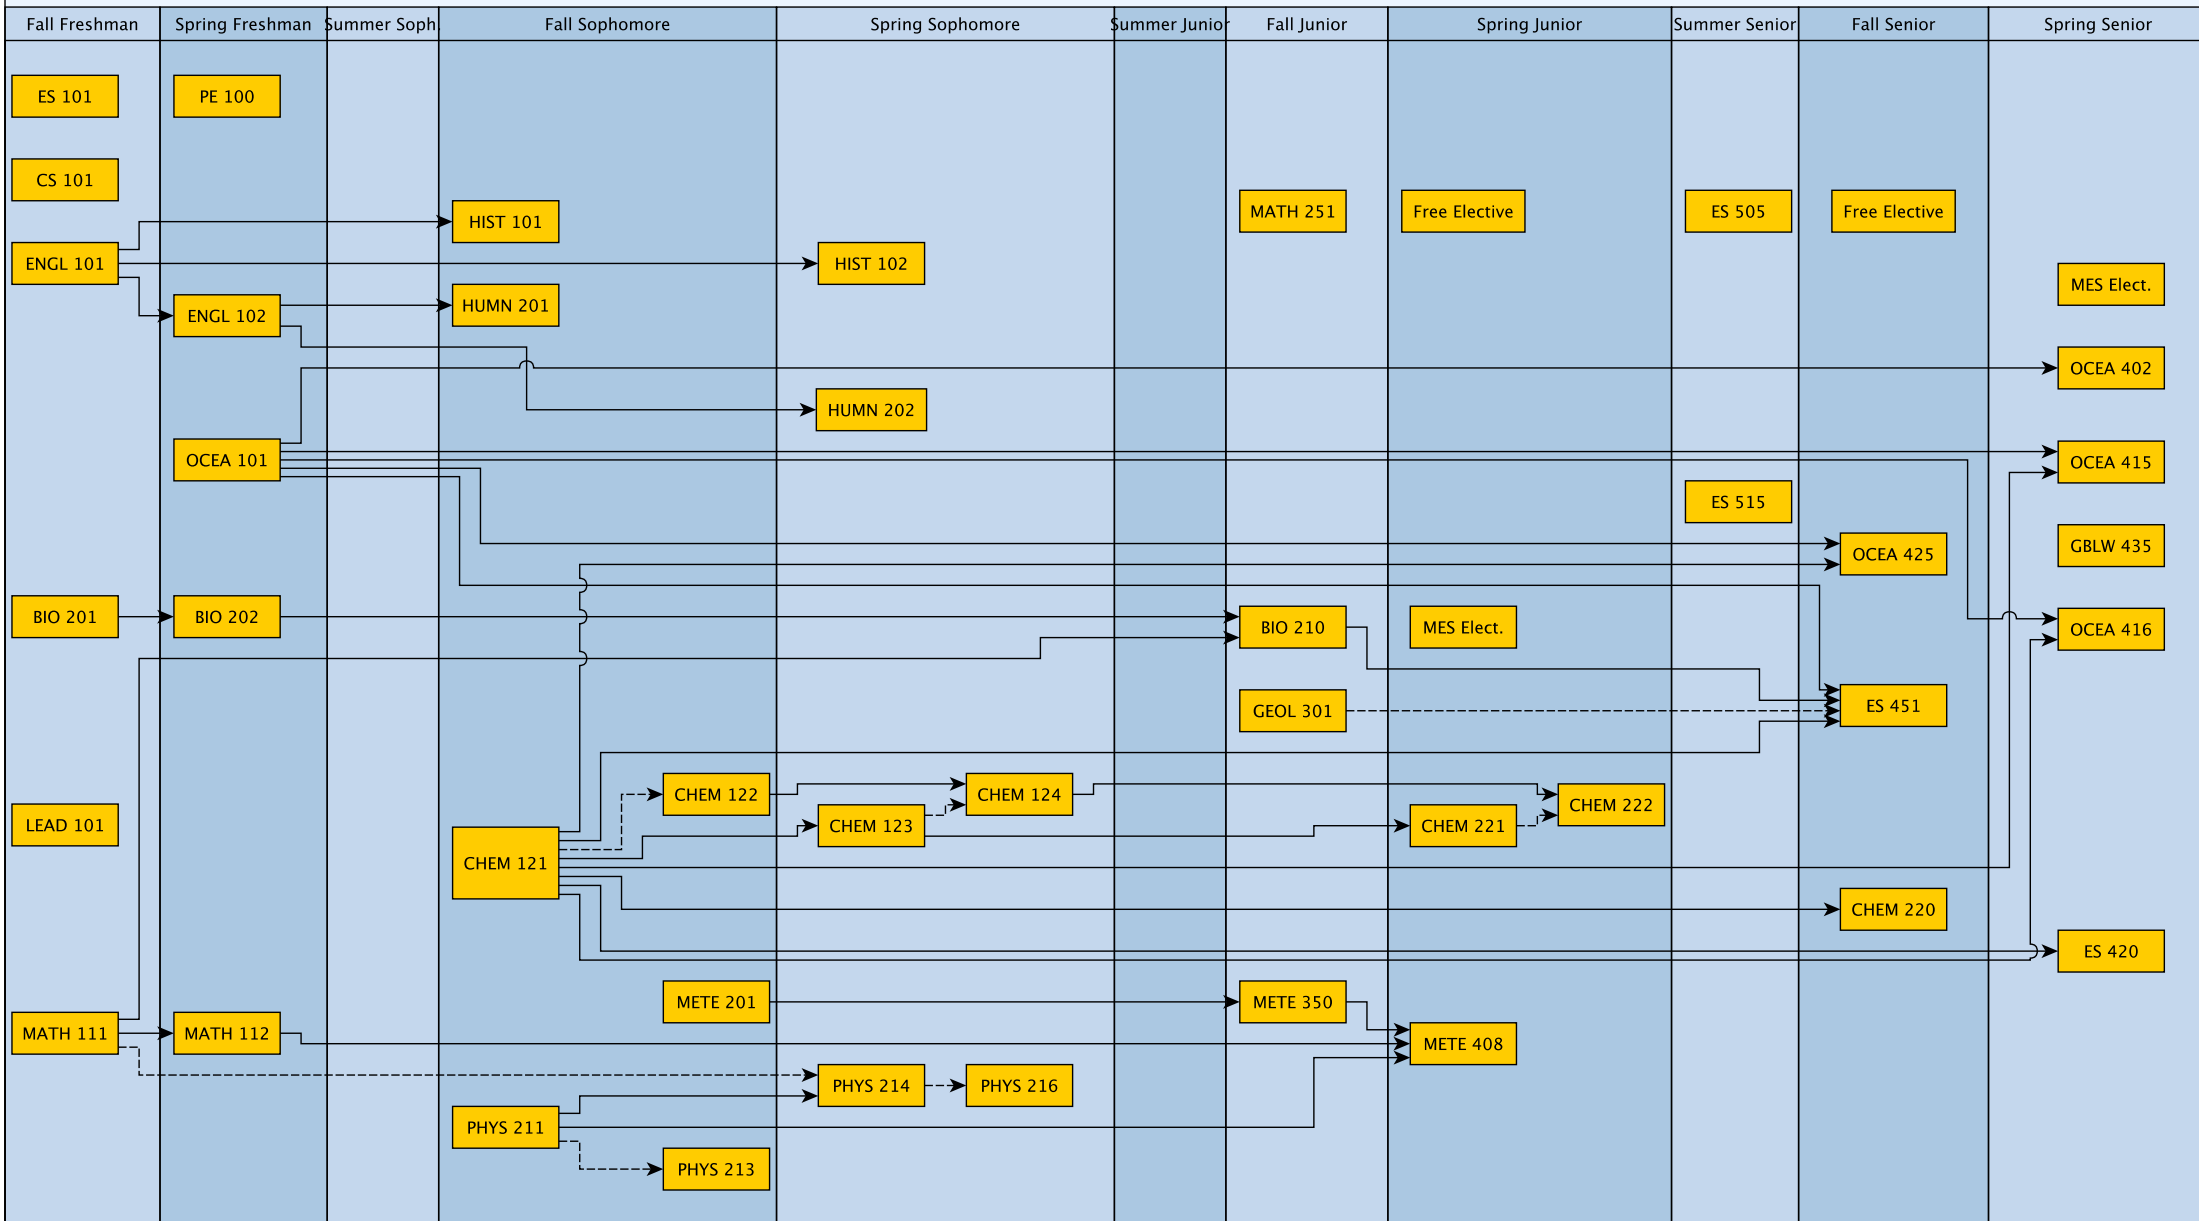 Fall Freshman
Spring Freshman
Summer Soph.
Fall Sophomore
Spring Sophomore
Summer Junior
Fall Junior
Spring Junior
Summer Senior
Fall Senior
Spring Senior
ES 101
PE 100
CS 101
HIST 101
MATH 251
Free Elective
ES 505
Free Elective
ENGL 101
HIST 102
MES Elect.
ENGL 102
HUMN 201
OCEA 402
HUMN 202
OCEA 101
OCEA 415
ES 515
OCEA 425
GBLW 435
BIO 201
BIO 202
BIO 210
MES Elect.
OCEA 416
GEOL 301
ES 451
CHEM 122
CHEM 124
CHEM 222
LEAD 101
CHEM 123
CHEM 221
CHEM 121
CHEM 220
ES 420
METE 201
METE 350
MATH 111
MATH 112
METE 408
PHYS 214
PHYS 216
PHYS 211
PHYS 213